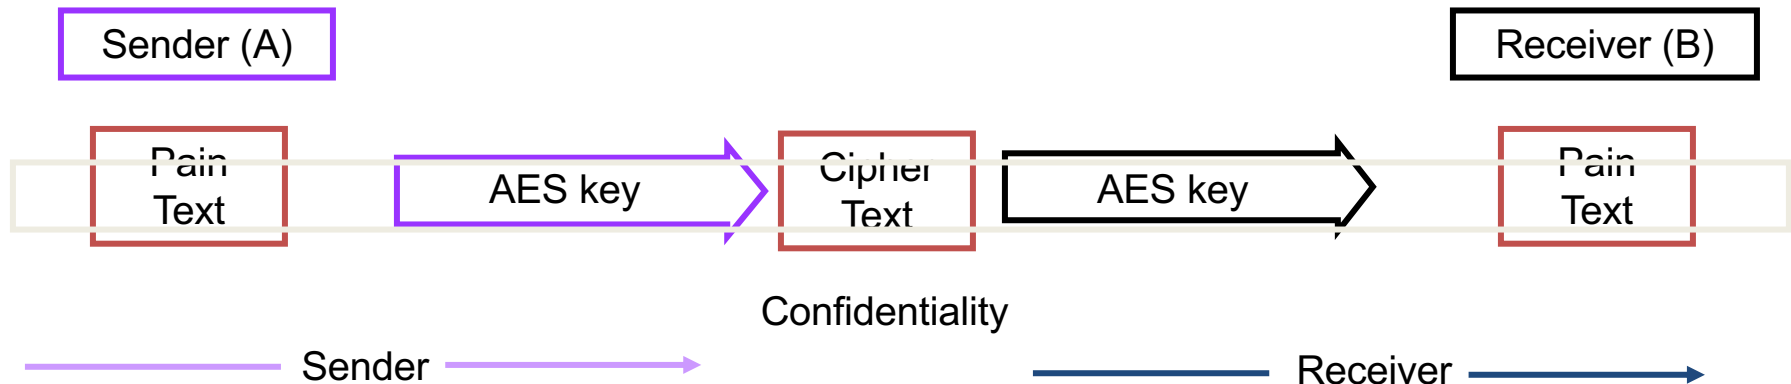 Sender (A)
Receiver (B)
Pain
Text
AES key
Cipher
Text
AES key
Pain
Text
Confidentiality
Sender
Receiver